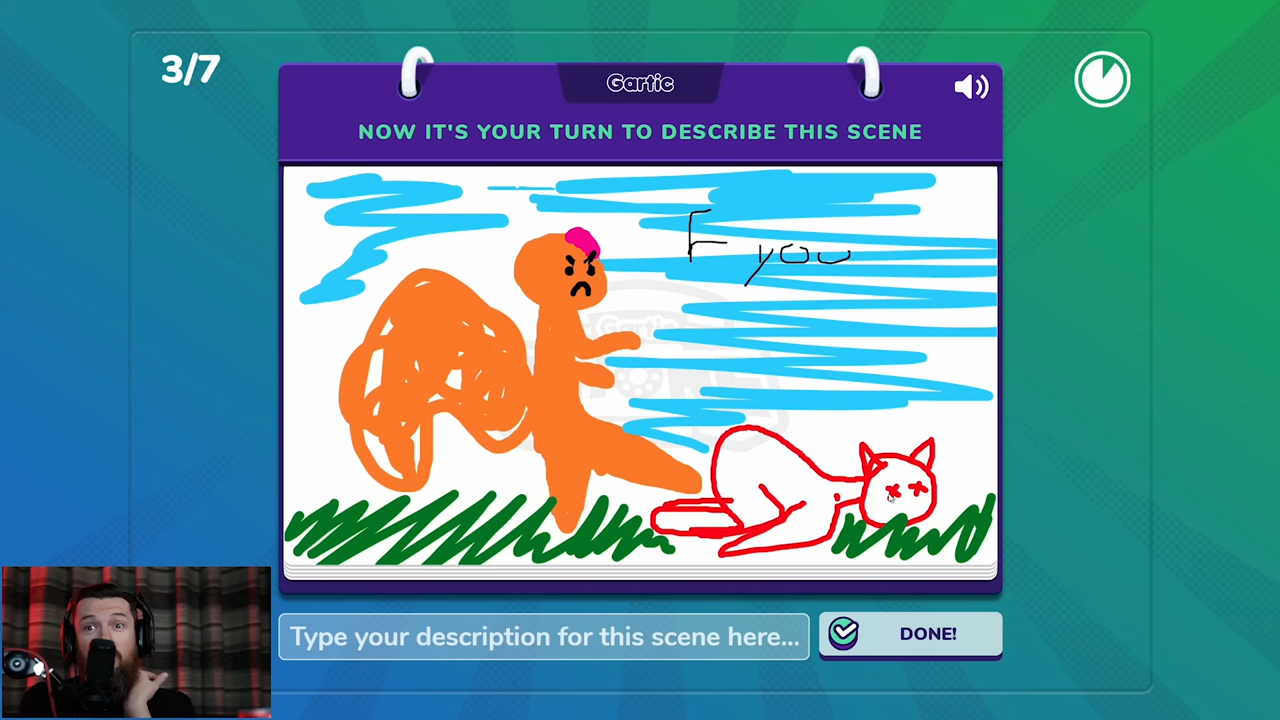 3/7
Gartic
NOW IT'S YOUR TURN TO DESCRIBE THIS SCENE
F you
Gartic
Type your description for this scene here...
DONE!